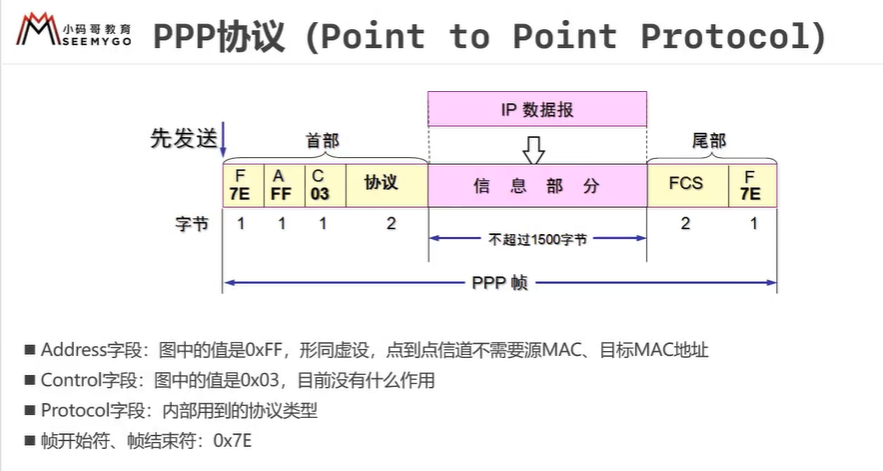 小码哥教育
SEEMYGO
PPP协议 (Point to Point Protocol)
IP 数据报
先发送
首部
尾部
F A C
7E FF 03 协议 信 息 部 分 FCS F 7E
字节 1 1 1 2 不超过1500字节 2 1
PPP 帧
■ Address字段：图中的值是0xFF，形同虚设，点到点信道不需要源MAC、目标MAC地址
■ Control字段：图中的值是0x03，目前没有什么作用
■ Protocol字段：内部用到的协议类型
■ 帧开始符、帧结束符：0x7E